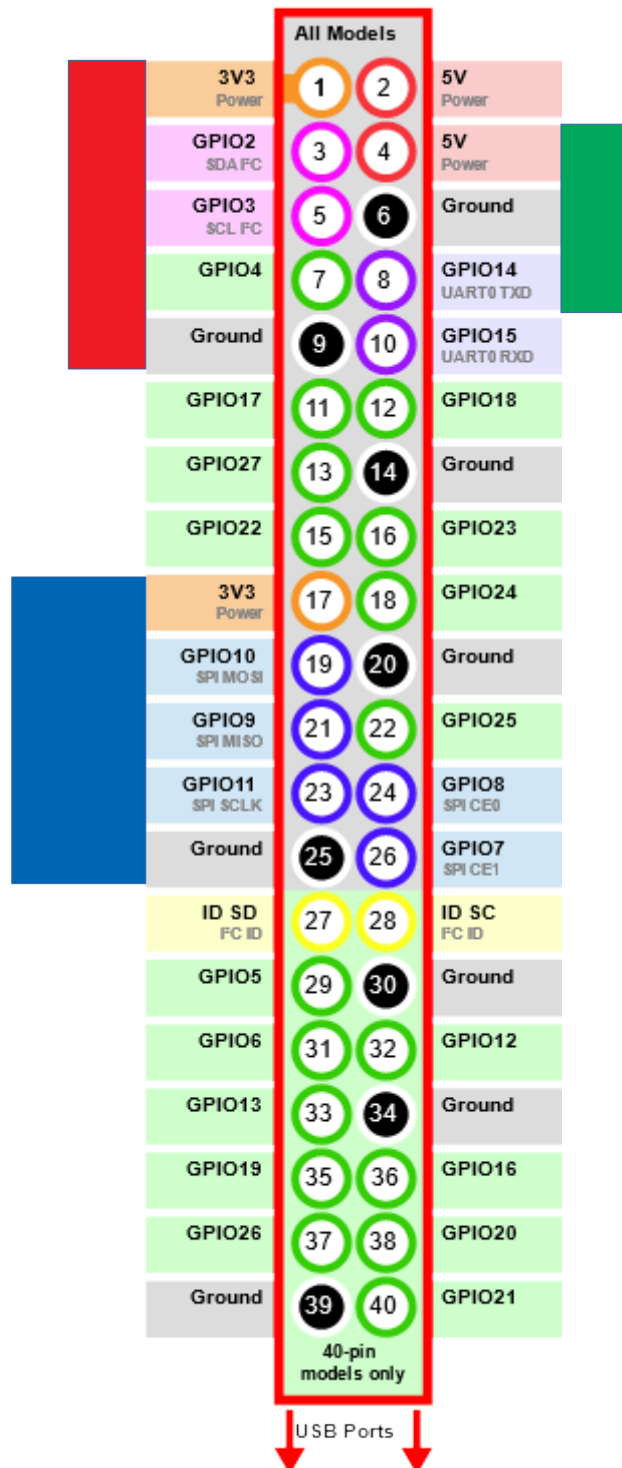 All Models
3V3 1 2 5V
Power Power
GPIO2 3 4 5V
SDA FC Power
GPIO3 5 6 Ground
SCL FC
GPIO4 7 8 GPIO14
UART0 TXD
Ground 9 10 GPIO15
UART0 RXD
GPIO17 11 12 GPIO18
GPIO27 13 14 Ground
GPIO22 15 16 GPIO23
3V3 17 18 GPIO24
Power
GPIO10 19 20 Ground
SPI MOSI
GPIO9 21 22 GPIO25
SPI MISO
GPIO11 23 24 GPIO8
SPI SCLK SPI CE0
Ground 25 26 GPIO7
SPI CE1
ID SD 27 28 ID SC
FC ID FC ID
GPIO5 29 30 Ground
GPIO6 31 32 GPIO12
GPIO13 33 34 Ground
GPIO19 35 36 GPIO16
GPIO26 37 38 GPIO20
Ground 39 40 GPIO21
40-pin
models only
USB Ports